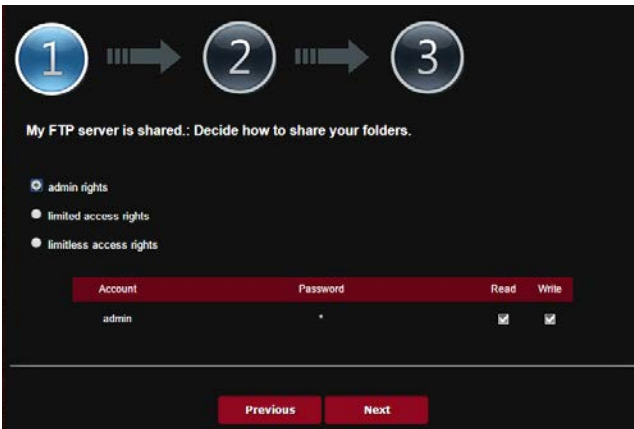 1 2 3
My FTP server is shared.: Decide how to share your folders.
admin rights
limited access rights
limitless access rights
Account Password Read Write
admin *
Previous Next